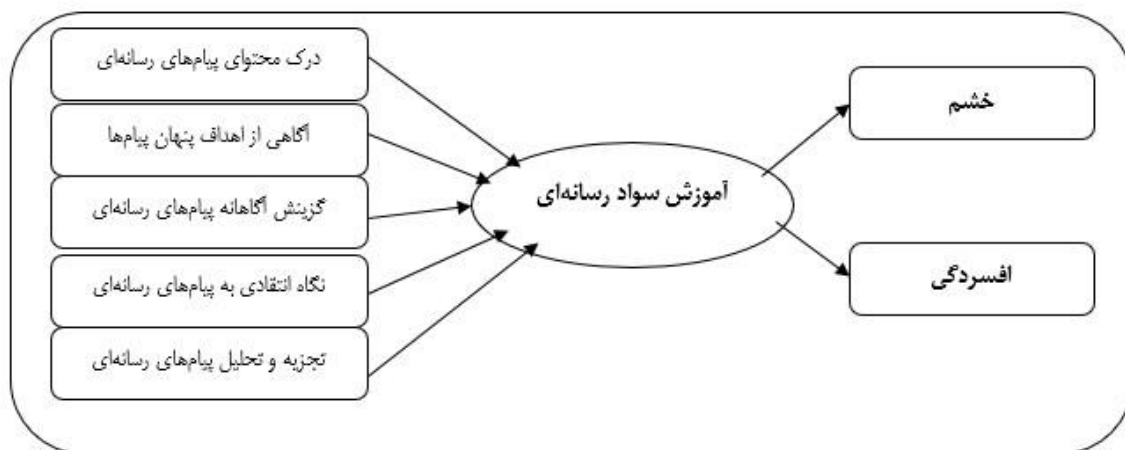 درک محتوای پیام‌های رسانه‌ای
آگاهی از اهداف پنهان پیام‌ها
گزینش آگاهانه پیام‌های رسانه‌ای
نگاه انتقادی به پیام‌های رسانه‌ای
تجزیه و تحلیل پیام‌های رسانه‌ای
آموزش سواد رسانه‌ای
خشم
افسردگی